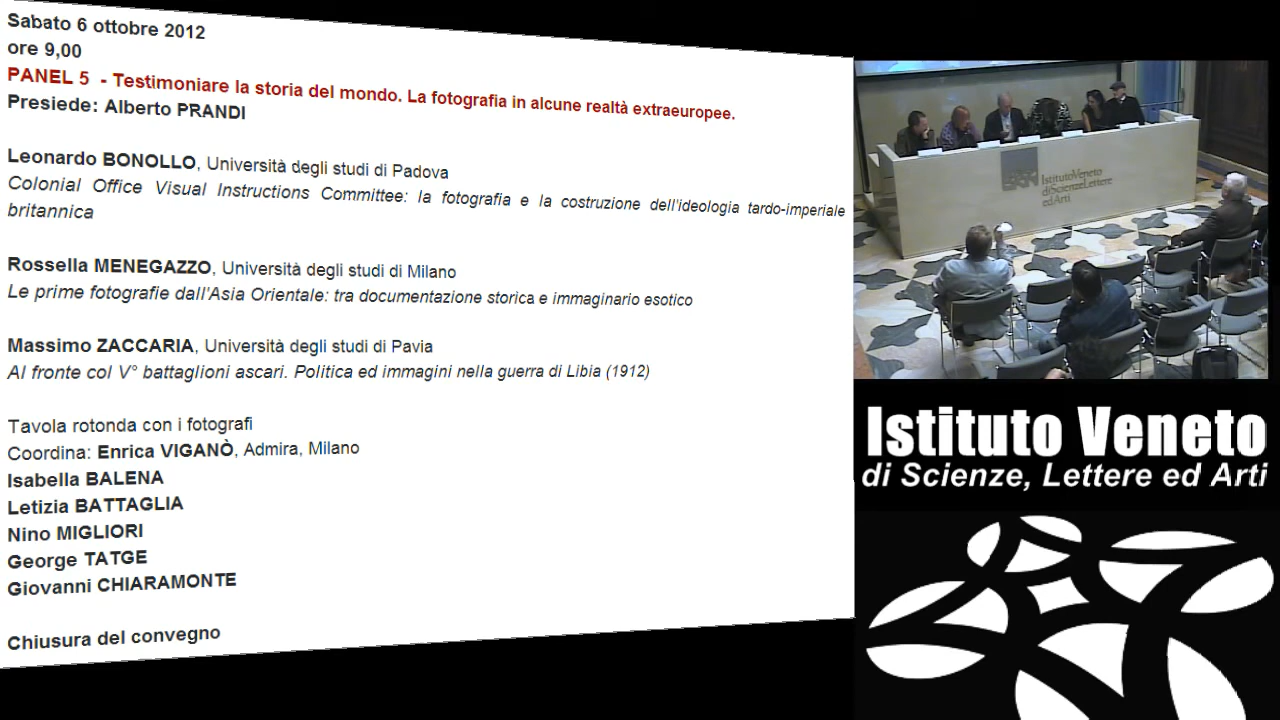 Sabato 6 ottobre 2012
ore 9,00
PANEL 5 - Testimoniare la storia del mondo. La fotografia in alcune realtà extraeuropee.
Presiede: Alberto PRANDI
Leonardo BONOLLO, Università degli studi di Padova
Colonial Office Visual Instructions Committee: la fotografia e la costruzione dell'ideologia tardo-imperiale
britannica
Rossella MENEGAZZO, Università degli studi di Milano
Le prime fotografie dall'Asia Orientale: tra documentazione storica e immaginario esotico
Massimo ZACCARIA, Università degli studi di Pavia
Al fronte col V° battaglioni ascari. Politica ed immagini nella guerra di Libia (1912)
Tavola rotonda con i fotografi
Coordina: Enrica VIGANÒ, Admira, Milano
Isabella BALENA
Letizia BATTAGLIA
Nino MIGLIORI
George TATGE
Giovanni CHIARAMONTE
Chiusura del convegno
IstitutoVeneto
diScienzeLettere
edArti
Istituto Veneto
di Scienze, Lettere ed Arti